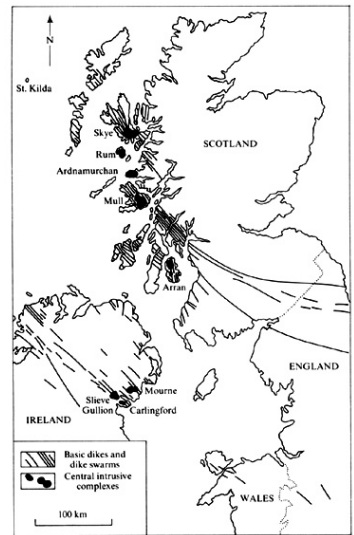 N
St. Kilda
Skye
SCOTLAND
Rum
Ardnamurchan
Mull
Arran
ENGLAND
Mourne
Slieve
Gullion
Carlingford
IRELAND
Basic dikes and
dike swarms
Central intrusive
complexes
WALES
100 km